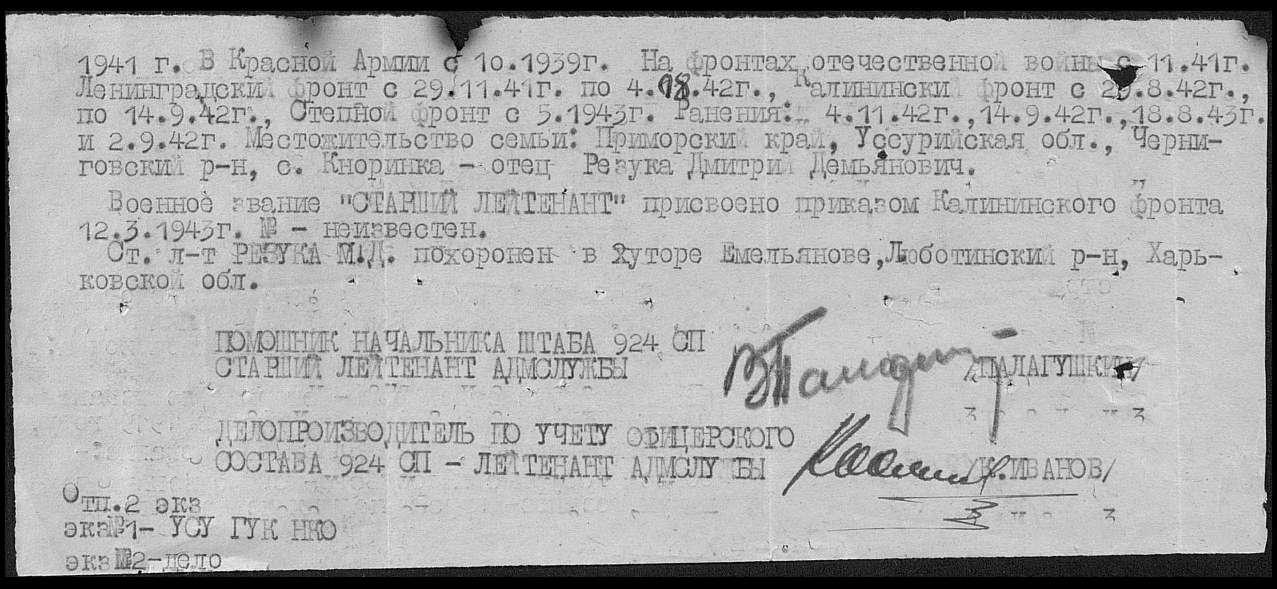 1941 г. В Красной Армии с 10.1939г. На фронтах отечественной войны с 11.41г.
Ленинградский фронт с 29.11.41г. по 4.08.42г., Калинински фронт с 29.8.42г.,
по 14.9.42г., Степной фронт с 5.1943г. Ранения: 4.11.42г.,14.9.42г.,18.8.43г.
и 2.9.42г. Местожительство семьи: Приморский край, Уссурийская обл., Черни-
говский р-н, с. Кноринка - отец Резука Дмитрий Демьянович.
Военное звание "СТАРШИЙ ЛЕЙТЕНАНТ" присвоено приказом Калининского фронта
12.3.1943г. № - неизвестен.
Ст. л-т РЕЗУКА М.Д. похоронен в Хуторе Емельянове,Люботинский р-н, Харь-
ковской обл.
ПОМОШНИК НАЧАЛЬНИКА ШТАБА 924 СП
СТАРШИЙ ЛЕЙТЕНАНТ АДМСЛУЖБЫ /ПАЛАГУШКИН/
ДЕЛОПРОИЗВОДИТЕЛЬ ПО УЧЕТУ ОФИЦЕРСКОГО
СОСТАВА 924 СП - ЛЕЙТЕНАНТ АДМСЛУЖБЫ /К.ИВАНОВ/
Отп.2 экз
экз№1- УСУ ГУК НКО
экз№2-дело